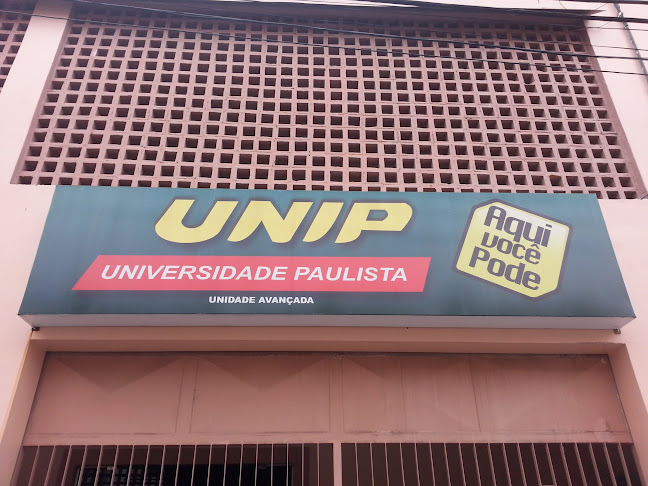 UNIP
UNIVERSIDADE PAULISTA
UNIDADE AVANÇADA
Aqui
você
Pode